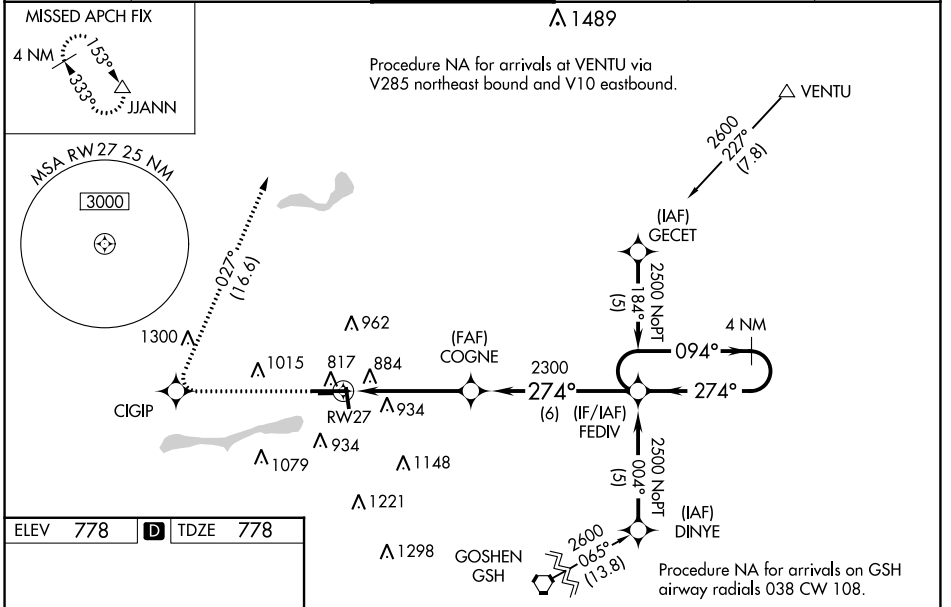 MISSED APCH FIX
4 NM
153°
333°
JJANN
1489
Procedure NA for arrivals at VENTU via
V285 northeast bound and V10 eastbound.
VENTU
2600
227°
(7.8)
MSA RW27 25 NM
3000
(IAF)
GECET
2500 NoPT
184°
(5)
027°
(16.6)
4 NM
094°
1300
962
1015
817
884
(FAF)
COGNE
2300
274°
(6)
274°
CIGIP
RW27
934
(IF/IAF)
FEDIV
934
1079
1148
2500 NoPT
004°
(5)
1221
(IAF)
DINYE
ELEV 778 D TDZE 778
1298
GOSHEN
GSH
2600
065°
(13.8)
Procedure NA for arrivals on GSH
airway radials 038 CW 108.